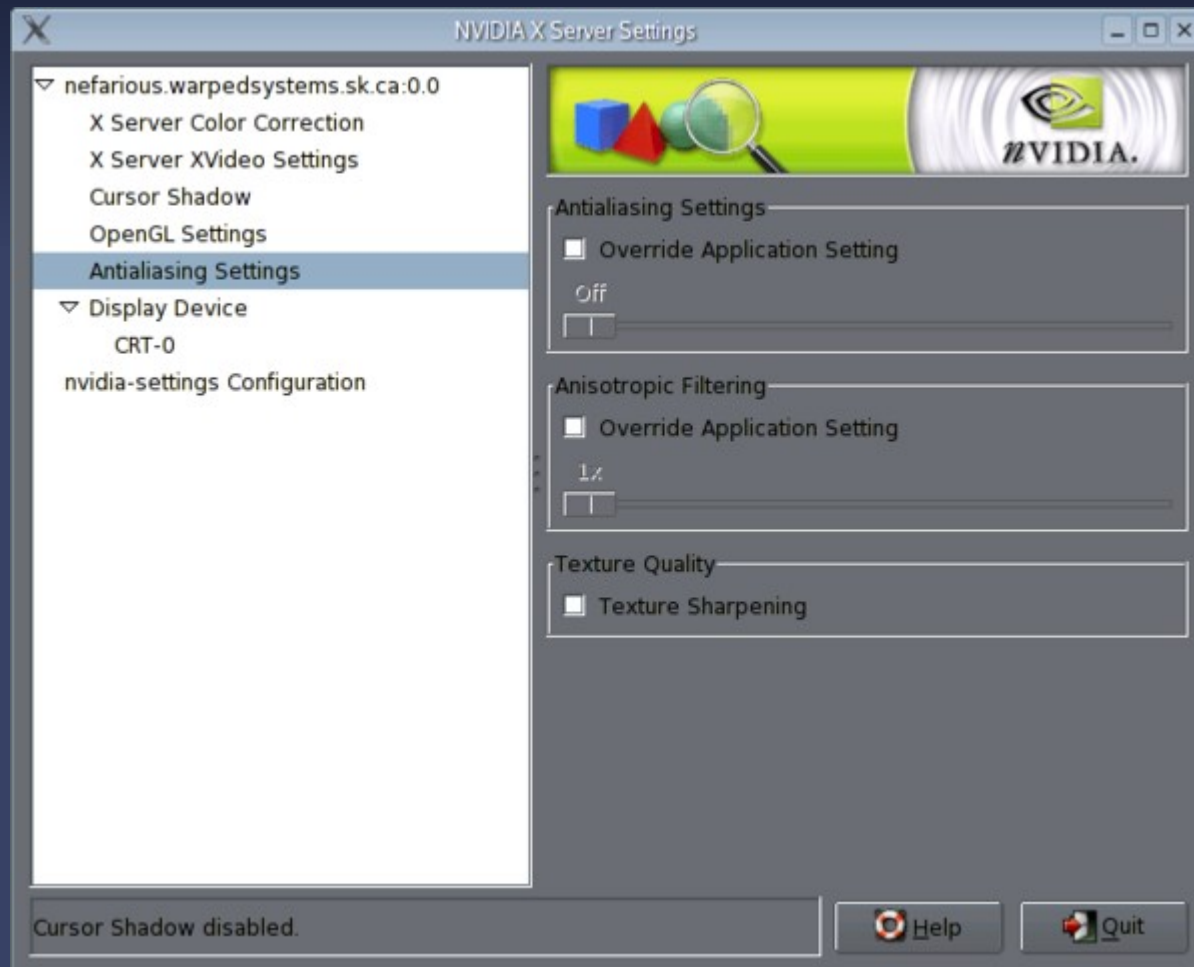 NVIDIA X Server Settings
nefarious.warpedsystems.sk.ca:0.0
X Server Color Correction
X Server XVideo Settings
Cursor Shadow
OpenGL Settings
Antialiasing Settings
Display Device
CRT-0
nvidia-settings Configuration
nVIDIA.
Antialiasing Settings
Override Application Setting
Off
Anisotropic Filtering
Override Application Setting
1x
Texture Quality
Texture Sharpening
Cursor Shadow disabled.
Help
Quit